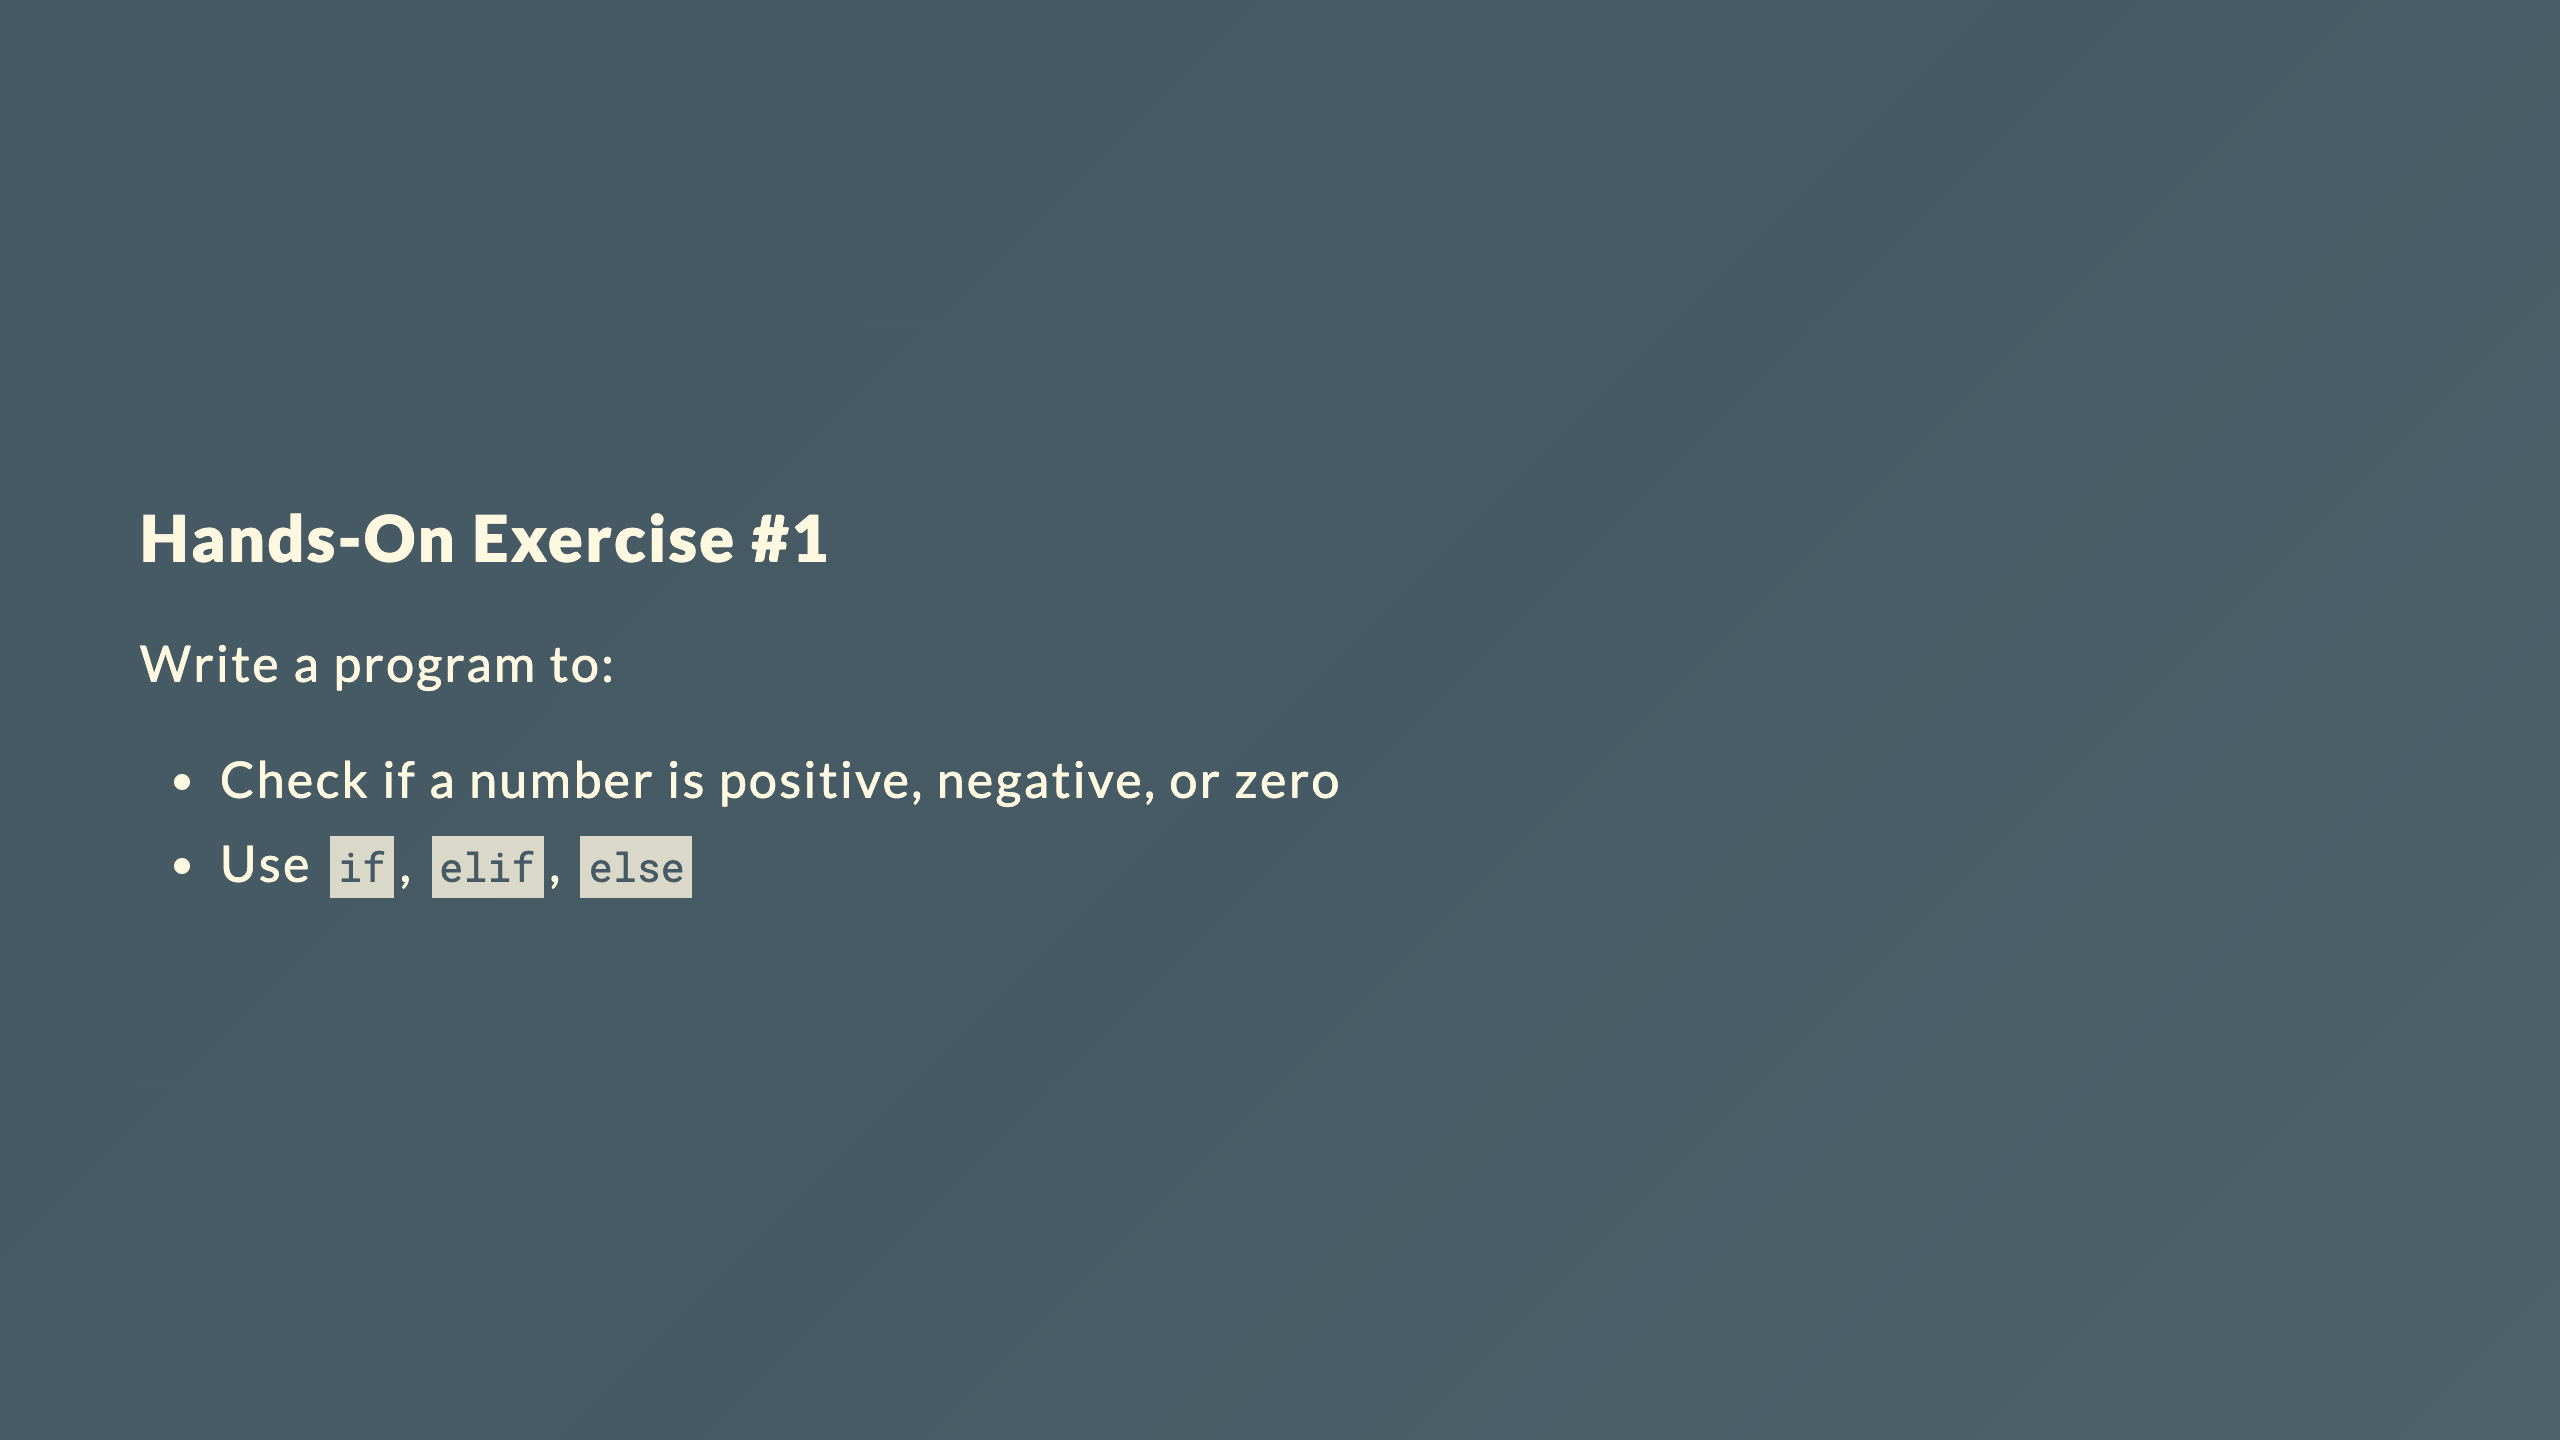 Hands-On Exercise #1
Write a program to:
• Check if a number is positive, negative, or zero
• Use if, elif, else